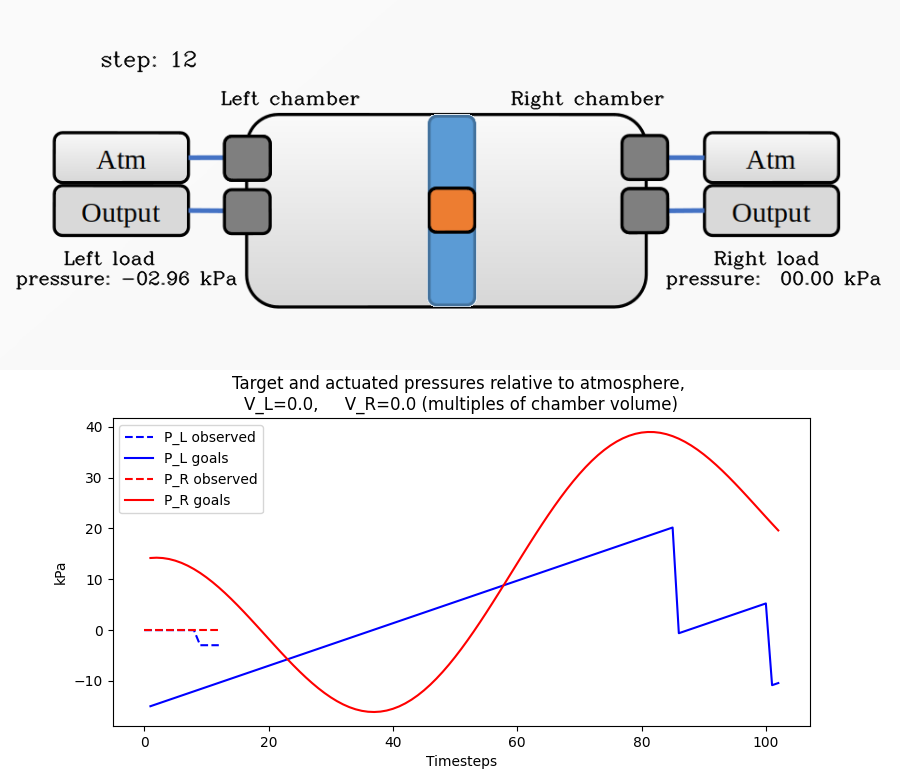 step: 12
Left chamber
Right chamber
Atm
Atm
Output
Output
Left load
pressure: −02.96 kPa
Right load
pressure: 00.00 kPa
Target and actuated pressures relative to atmosphere,
V_L=0.0, V_R=0.0 (multiples of chamber volume)
P_L observed
P_L goals
P_R observed
P_R goals
40
30
20
10
0
−10
kPa
0 20 40 60 80 100
Timesteps